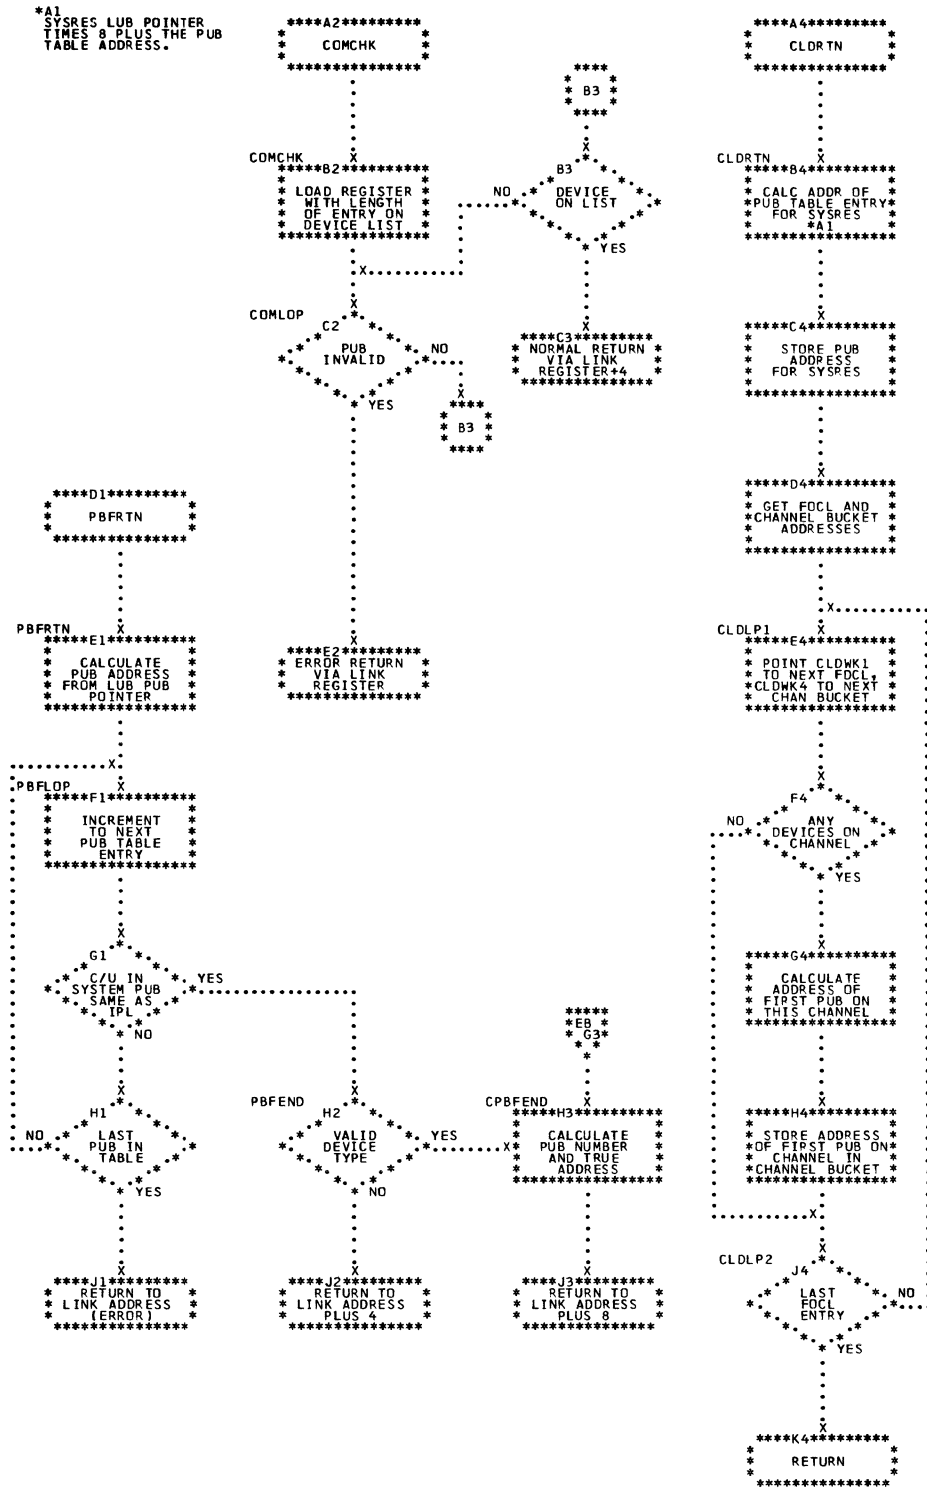 *A1
SYSRES LUB POINTER
TIMES 8 PLUS THE PUB
TABLE ADDRESS.
****A2*********
COMCHK
COMCHK
*****B2**********
LOAD REGISTER
WITH LENGTH
OF ENTRY ON
DEVICE LIST
COMLOP
C2
PUB
INVALID
NO
YES
B3
****E2*********
ERROR RETURN
VIA LINK
REGISTER
B3
B3
DEVICE
ON LIST
NO
YES
****C3*********
NORMAL RETURN
VIA LINK
REGISTER+4
****D1*********
PBFRTN
PBFRTN
*****E1**********
CALCULATE
PUB ADDRESS
FROM LUB PUB
POINTER
PBFLOP
*****F1**********
INCREMENT
TO NEXT
PUB TABLE
ENTRY
G1
C/U IN
SYSTEM PUB
SAME AS
IPL
YES
NO
H1
LAST
PUB IN
TABLE
NO
YES
****J1*********
RETURN TO
LINK ADDRESS
(ERROR)
PBFEND
H2
VALID
DEVICE
TYPE
YES
NO
****J2*********
RETURN TO
LINK ADDRESS
PLUS 4
*****
*EB *
G3*
CPBFEND
*****H3**********
CALCULATE
PUB NUMBER
AND TRUE
ADDRESS
****J3*********
RETURN TO
LINK ADDRESS
PLUS 8
****A4*********
CLDRTN
CLDRTN
*****B4**********
CALC ADDR OF
PUB TABLE ENTRY
FOR SYSRES
*A1
*****C4**********
STORE PUB
ADDRESS
FOR SYSRES
*****D4**********
GET FOCL AND
CHANNEL BUCKET
ADDRESSES
CLDLP1
*****E4**********
POINT CLDWK1
TO NEXT FDCL,
CLDWK4 TO NEXT
CHAN BUCKET
F4
ANY
DEVICES ON
CHANNEL
NO
YES
*****G4**********
CALCULATE
ADDRESS OF
FIRST PUB ON
THIS CHANNEL
*****H4**********
STORE ADDRESS
OF FIRST PUB ON
CHANNEL IN
CHANNEL BUCKET
CLDLP2
J4
LAST
FOCL
ENTRY
NO
YES
****K4*********
RETURN